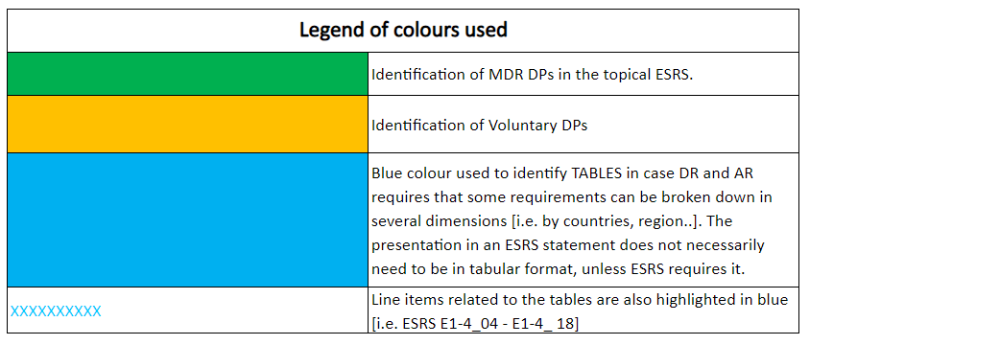 Legend of colours used
Identification of MDR DPs in the topical ESRS.
Identification of Voluntary DPs
Blue colour used to identify TABLES in case DR and AR
requires that some requirements can be broken down in
several dimensions [i.e. by countries, region..]. The
presentation in an ESRS statement does not necessarily
need to be in tabular format, unless ESRS requires it.
XXXXXXXXXX
Line items related to the tables are also highlighted in blue
[i.e. ESRS E1-4_04 - E1-4_ 18]